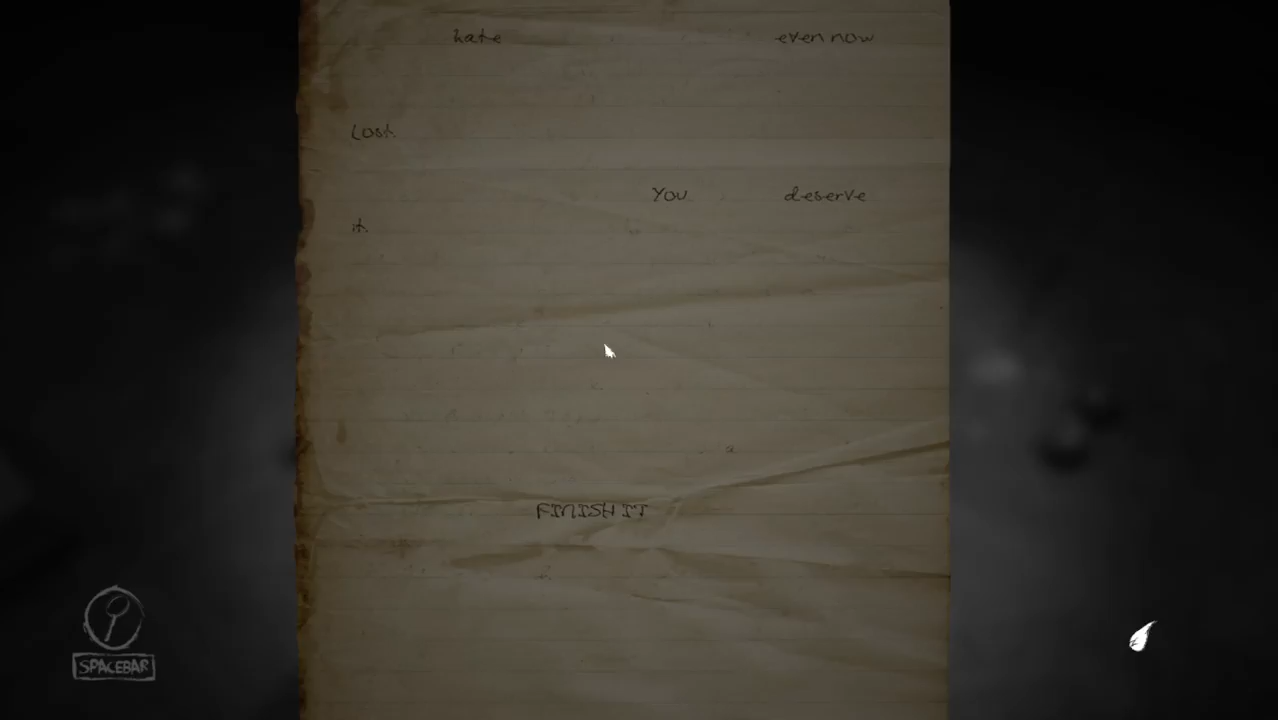 hate even now
Lost
You deserve
it
a
FINISH IT
SPACEBAR